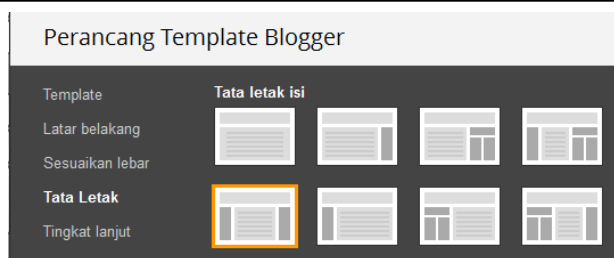 Perancang Template Blogger
Template
Latar belakang
Sesuaikan lebar
Tata Letak
Tingkat lanjut
Tata letak isi